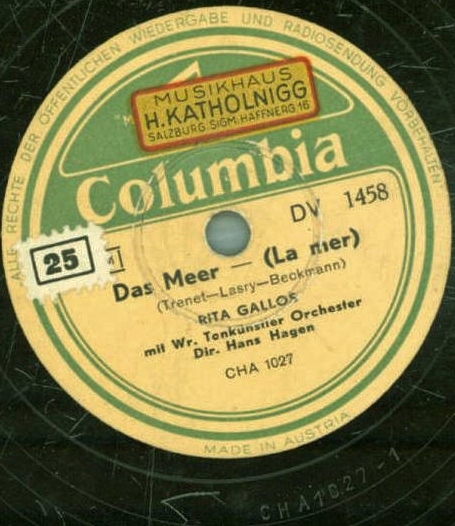 ALLE RECHTE DER ÖFFENTLICHEN WIEDERGABE UND RADIOSENDUNG VORBEHALTEN
MUSIKHAUS
H. KATHOLNIGG
SALZBURG SIGM. HAFFNERG 16
Columbia
DV 1458
25
Das Meer — (La mer)
(Trenet—Lasry—Beckmann)
RITA GALLOS
mit Wr. Tonkünstler Orchester
Dir. Hans Hagen
CHA 1027
MADE IN AUSTRIA
CHA1027-1